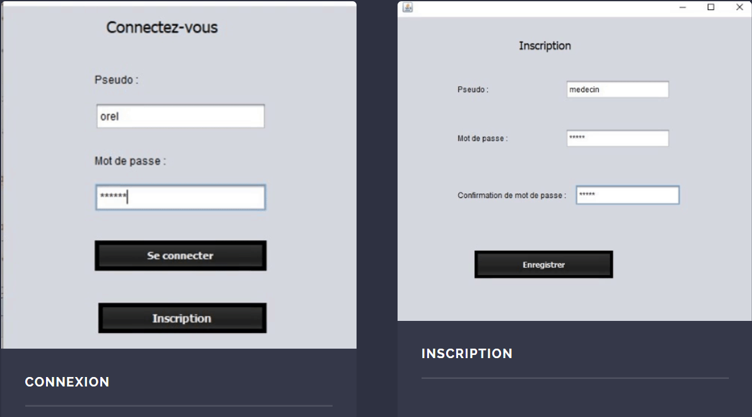 Connectez-vous
Pseudo :
orel
Mot de passe :
******
Se connecter
Inscription
CONNEXION
Inscription
Pseudo :
medecin
Mot de passe :
*****
Confirmation de mot de passe :
*****
Enregistrer
INSCRIPTION